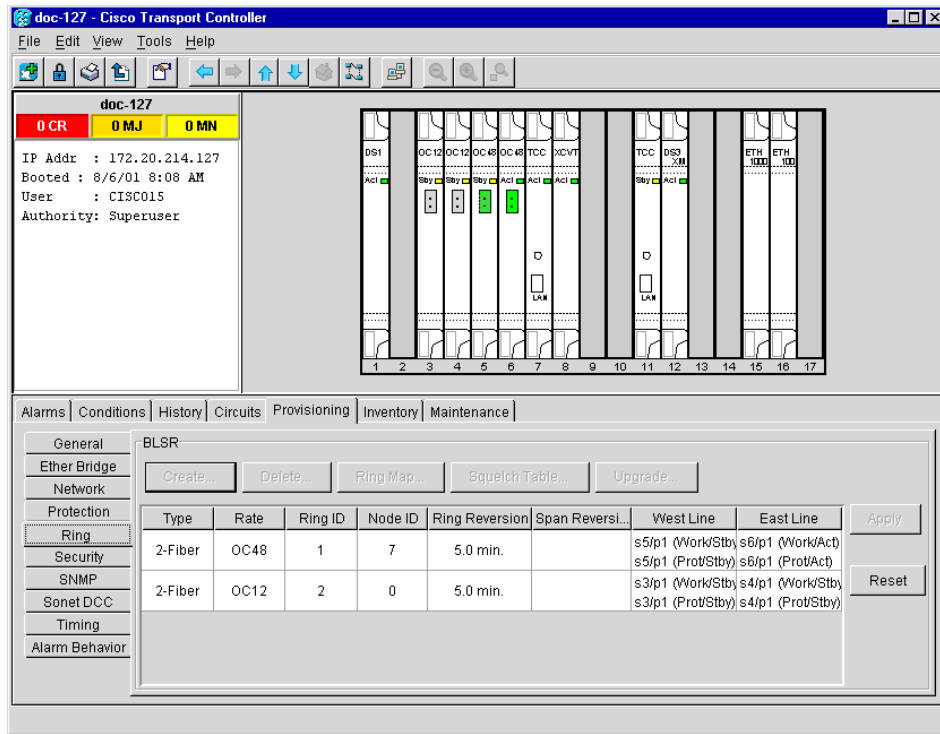 doc-127 - Cisco Transport Controller
File Edit View Tools Help
doc-127
0 CR 0 MJ 0 MN
IP Addr : 172.20.214.127
Booted : 8/6/01 8:08 AM
User : CISCO15
Authority: Superuser
DS1 OC12 OC12 OC48 OC48 TCC XCVT TCC DS3 XM ETH 1000 ETH 100
Act Sby Sby Sby Act Act Act Sby Act
LAN LAN
1 2 3 4 5 6 7 8 9 10 11 12 13 14 15 16 17
Alarms Conditions History Circuits Provisioning Inventory Maintenance
General
Ether Bridge
Network
Protection
Ring
Security
SNMP
Sonet DCC
Timing
Alarm Behavior
BLSR
Create... Delete... Ring Map... Squelch Table... Upgrade...
Type Rate Ring ID Node ID Ring Reversion Span Reversi... West Line East Line
2-Fiber OC48 1 7 5.0 min. s5/p1 (Work/Stby s6/p1 (Work/Act)
s5/p1 (Prot/Stby) s6/p1 (Prot/Act)
2-Fiber OC12 2 0 5.0 min. s3/p1 (Work/Stby s4/p1 (Work/Stby
s3/p1 (Prot/Stby) s4/p1 (Prot/Stby)
Apply
Reset